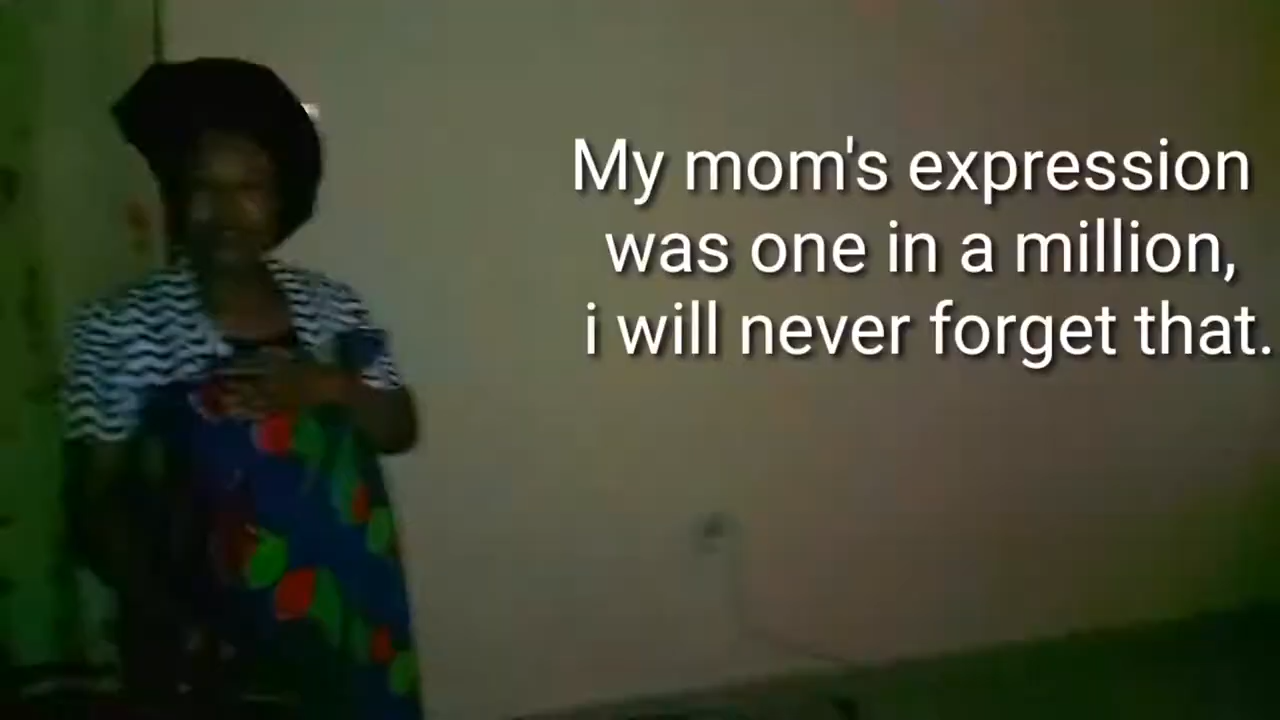 My mom's expression
was one in a million,
i will never forget that.